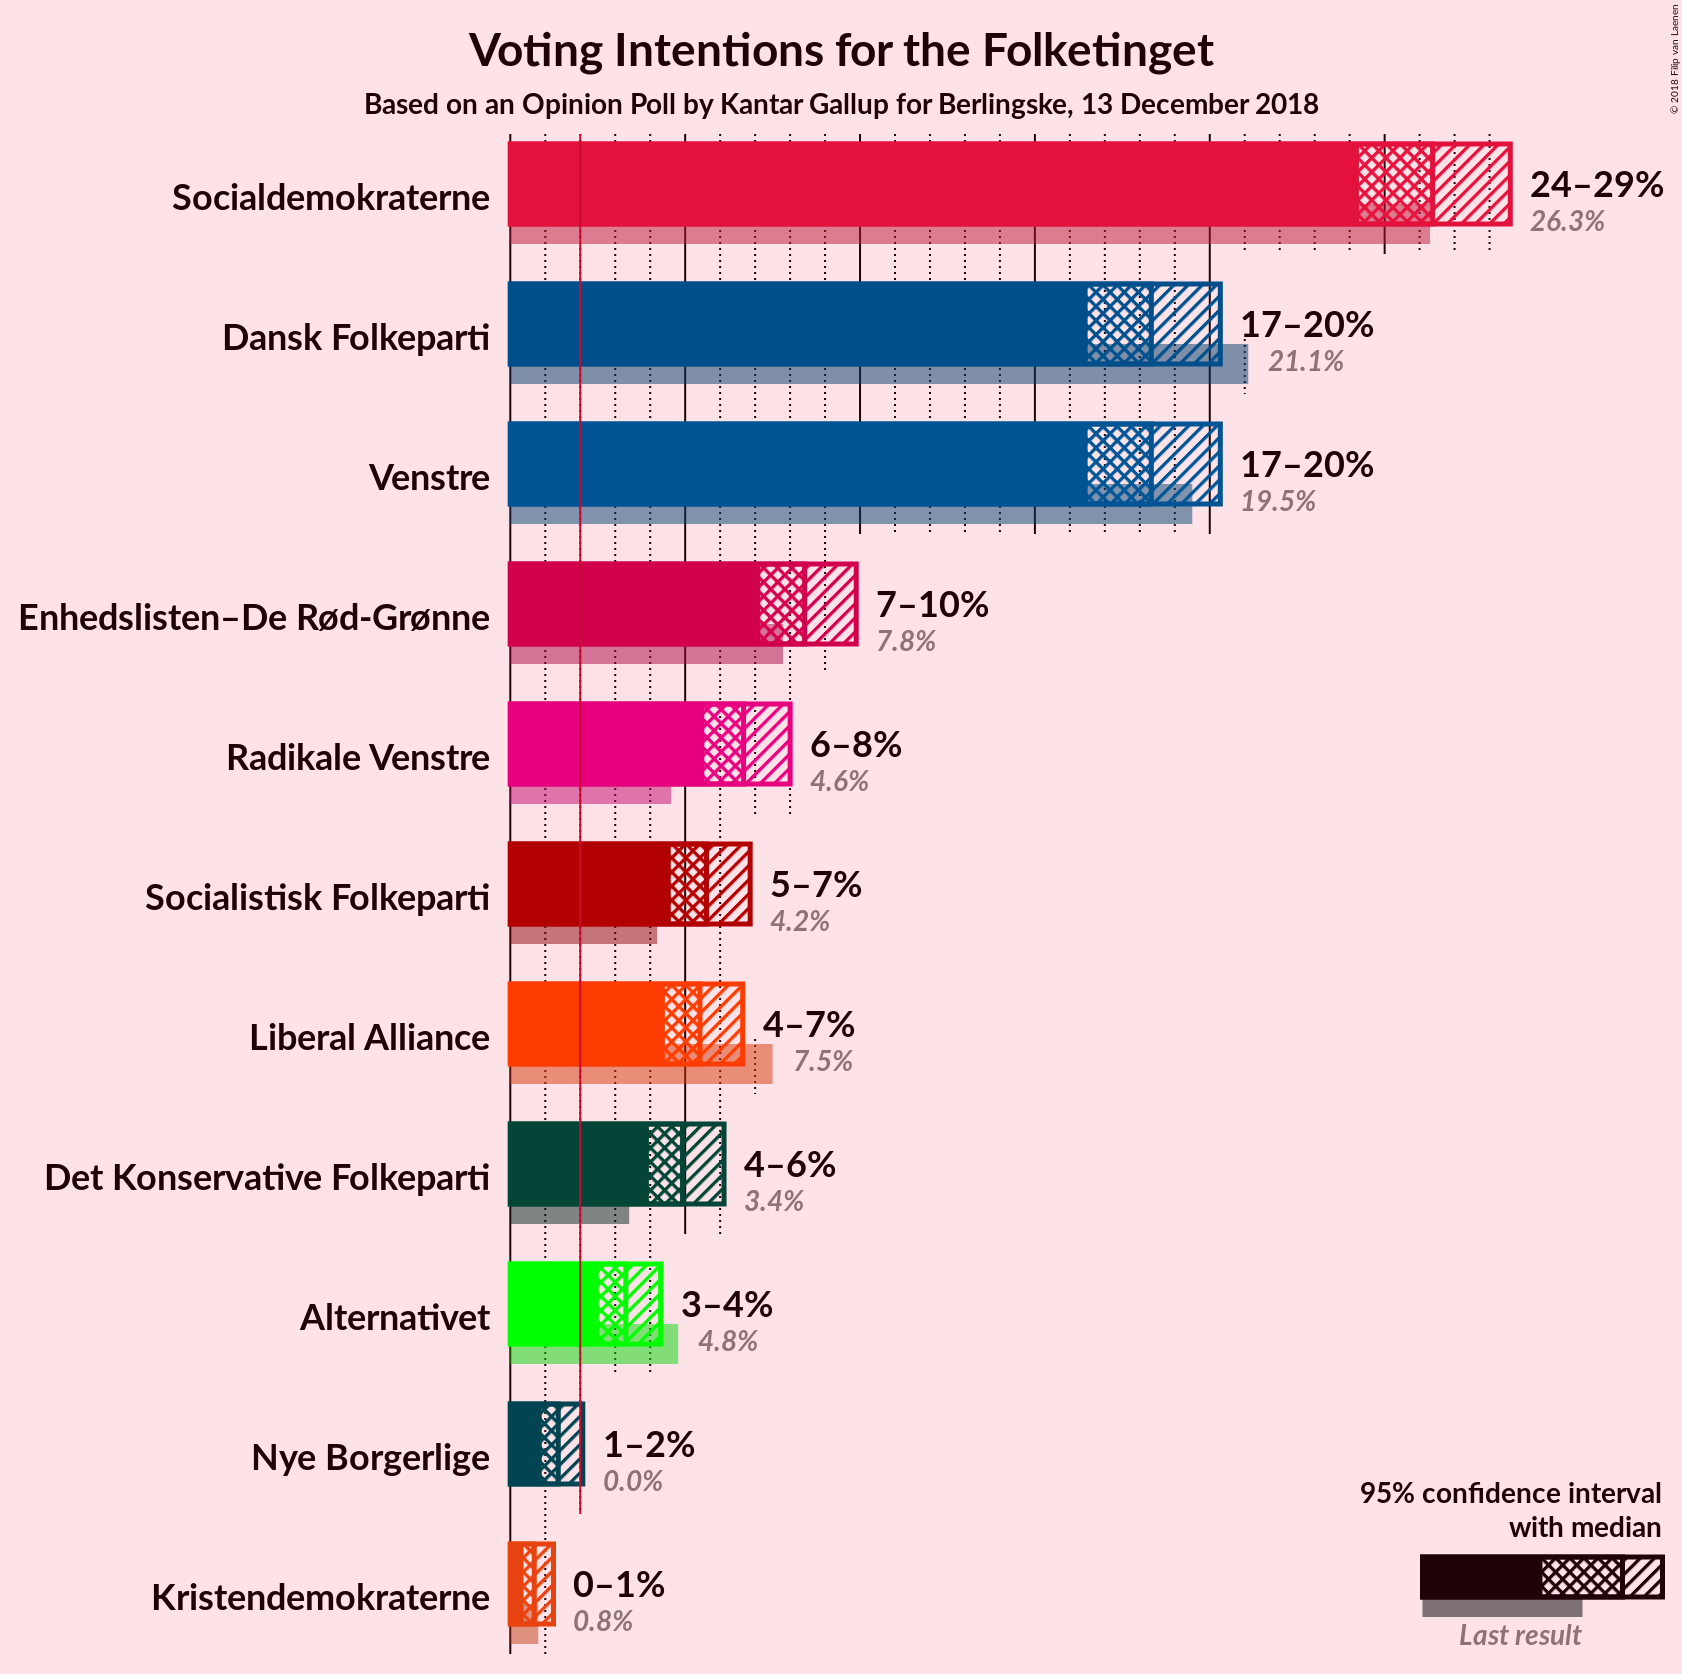 Voting Intentions for the Folketinget
Based on an Opinion Poll by Kantar Gallup for Berlingske, 13 December 2018
© 2018 Filip van Laenen
Socialdemokraterne
24–29%
26.3%
Dansk Folkeparti
17–20%
21.1%
Venstre
17–20%
19.5%
Enhedslisten–De Rød-Grønne
7–10%
7.8%
Radikale Venstre
6–8%
4.6%
Socialistisk Folkeparti
5–7%
4.2%
Liberal Alliance
4–7%
7.5%
Det Konservative Folkeparti
4–6%
3.4%
Alternativet
3–4%
4.8%
Nye Borgerlige
1–2%
0.0%
Kristendemokraterne
0–1%
0.8%
95% confidence interval
with median
Last result